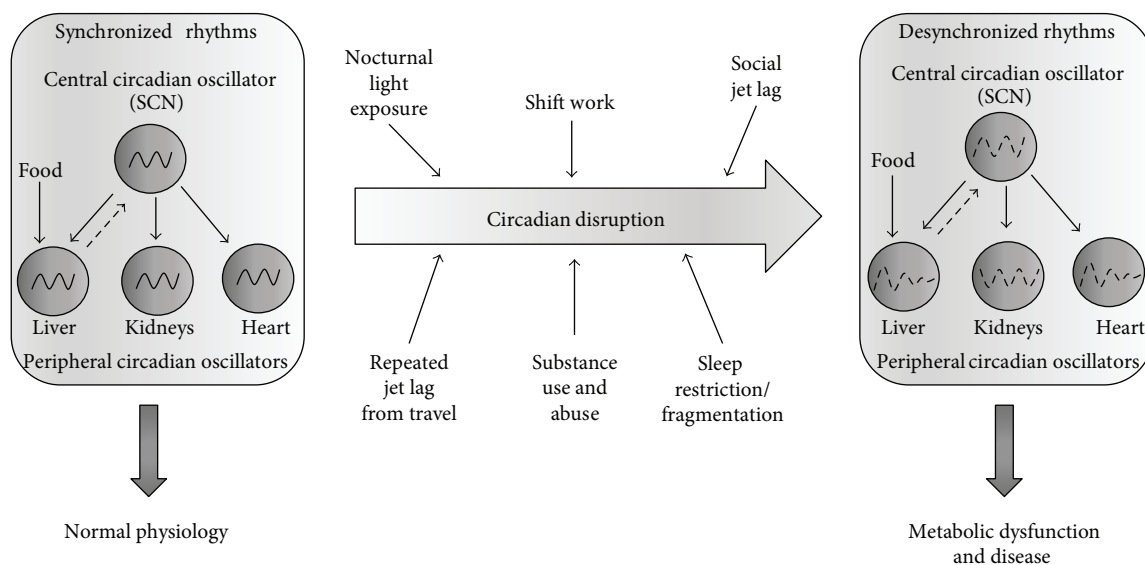 Synchronized rhythms
Central circadian oscillator
(SCN)
Food
Liver
Kidneys
Heart
Peripheral circadian oscillators
Normal physiology
Nocturnal
light
exposure
Shift work
Social
jet lag
Circadian disruption
Repeated
jet lag
from travel
Substance
use and
abuse
Sleep
restriction/
fragmentation
Desynchronized rhythms
Central circadian oscillator
(SCN)
Food
Liver
Kidneys
Heart
Peripheral circadian oscillators
Metabolic dysfunction
and disease